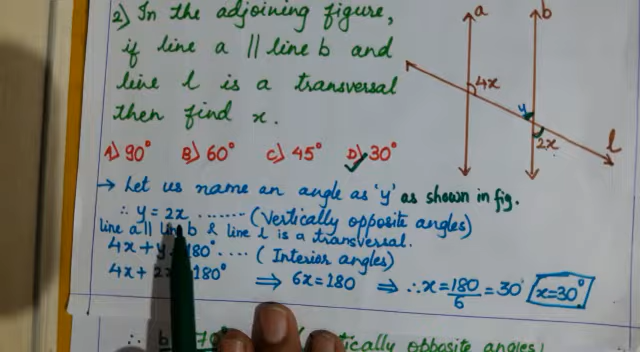 2) In the adjoining figure,
if line a || line b and
line l is a transversal
then find x.
a
b
4x
y
2x
l
A) 90° B) 60° C) 45° D) 30°
→ Let us name an angle as 'y' as shown in fig.
∴ y = 2x ....... (Vertically opposite angles)
line a || line b & line l is a transversal.
4x + y 180° .... (Interior angles)
4x + 2x 180° ⇒ 6x = 180 ⇒ ∴ x = 180/6 = 30° x = 30°
∴ b 70° opposite angles)